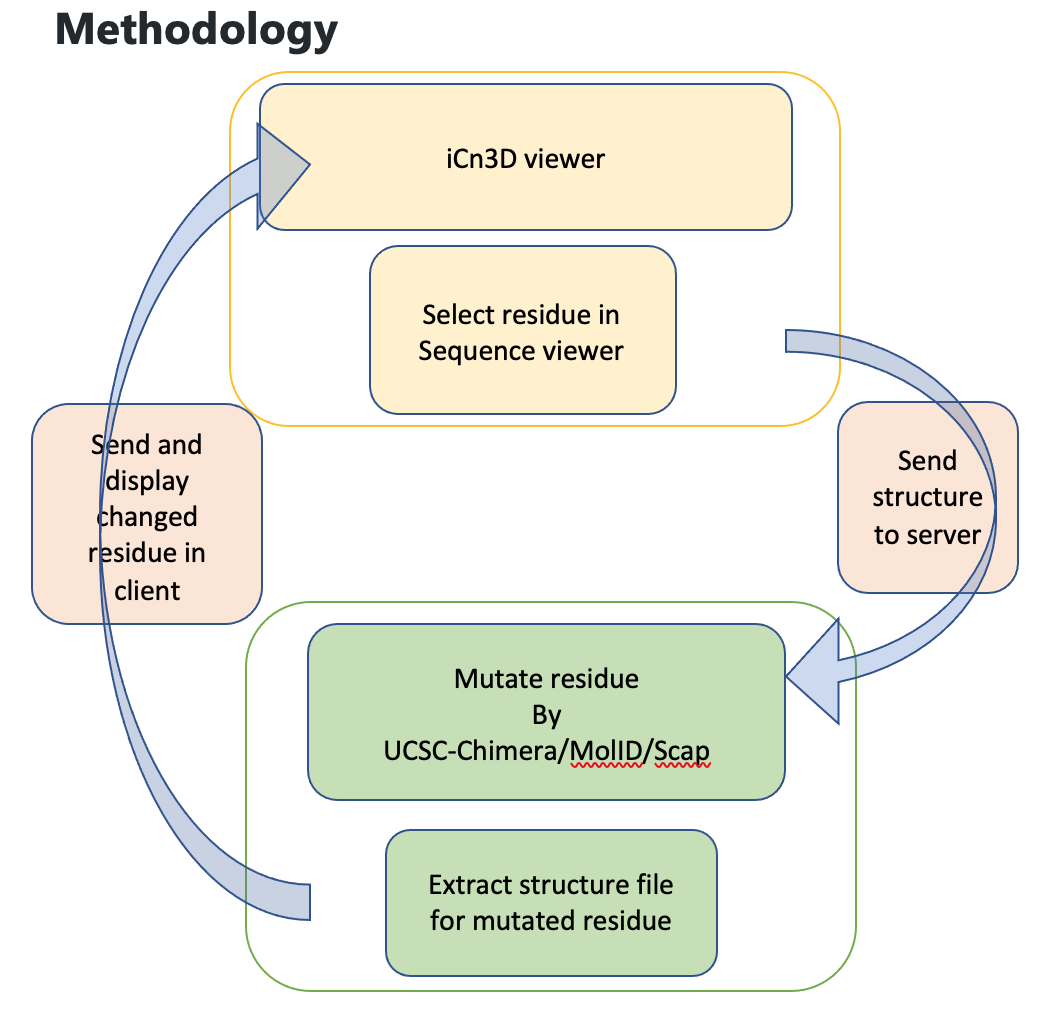 Methodology
iCn3D viewer
Select residue in
Sequence viewer
Send
structure
to server
Mutate residue
By
UCSC-Chimera/MolID/Scap
Extract structure file
for mutated residue
Send and
display
changed
residue in
client